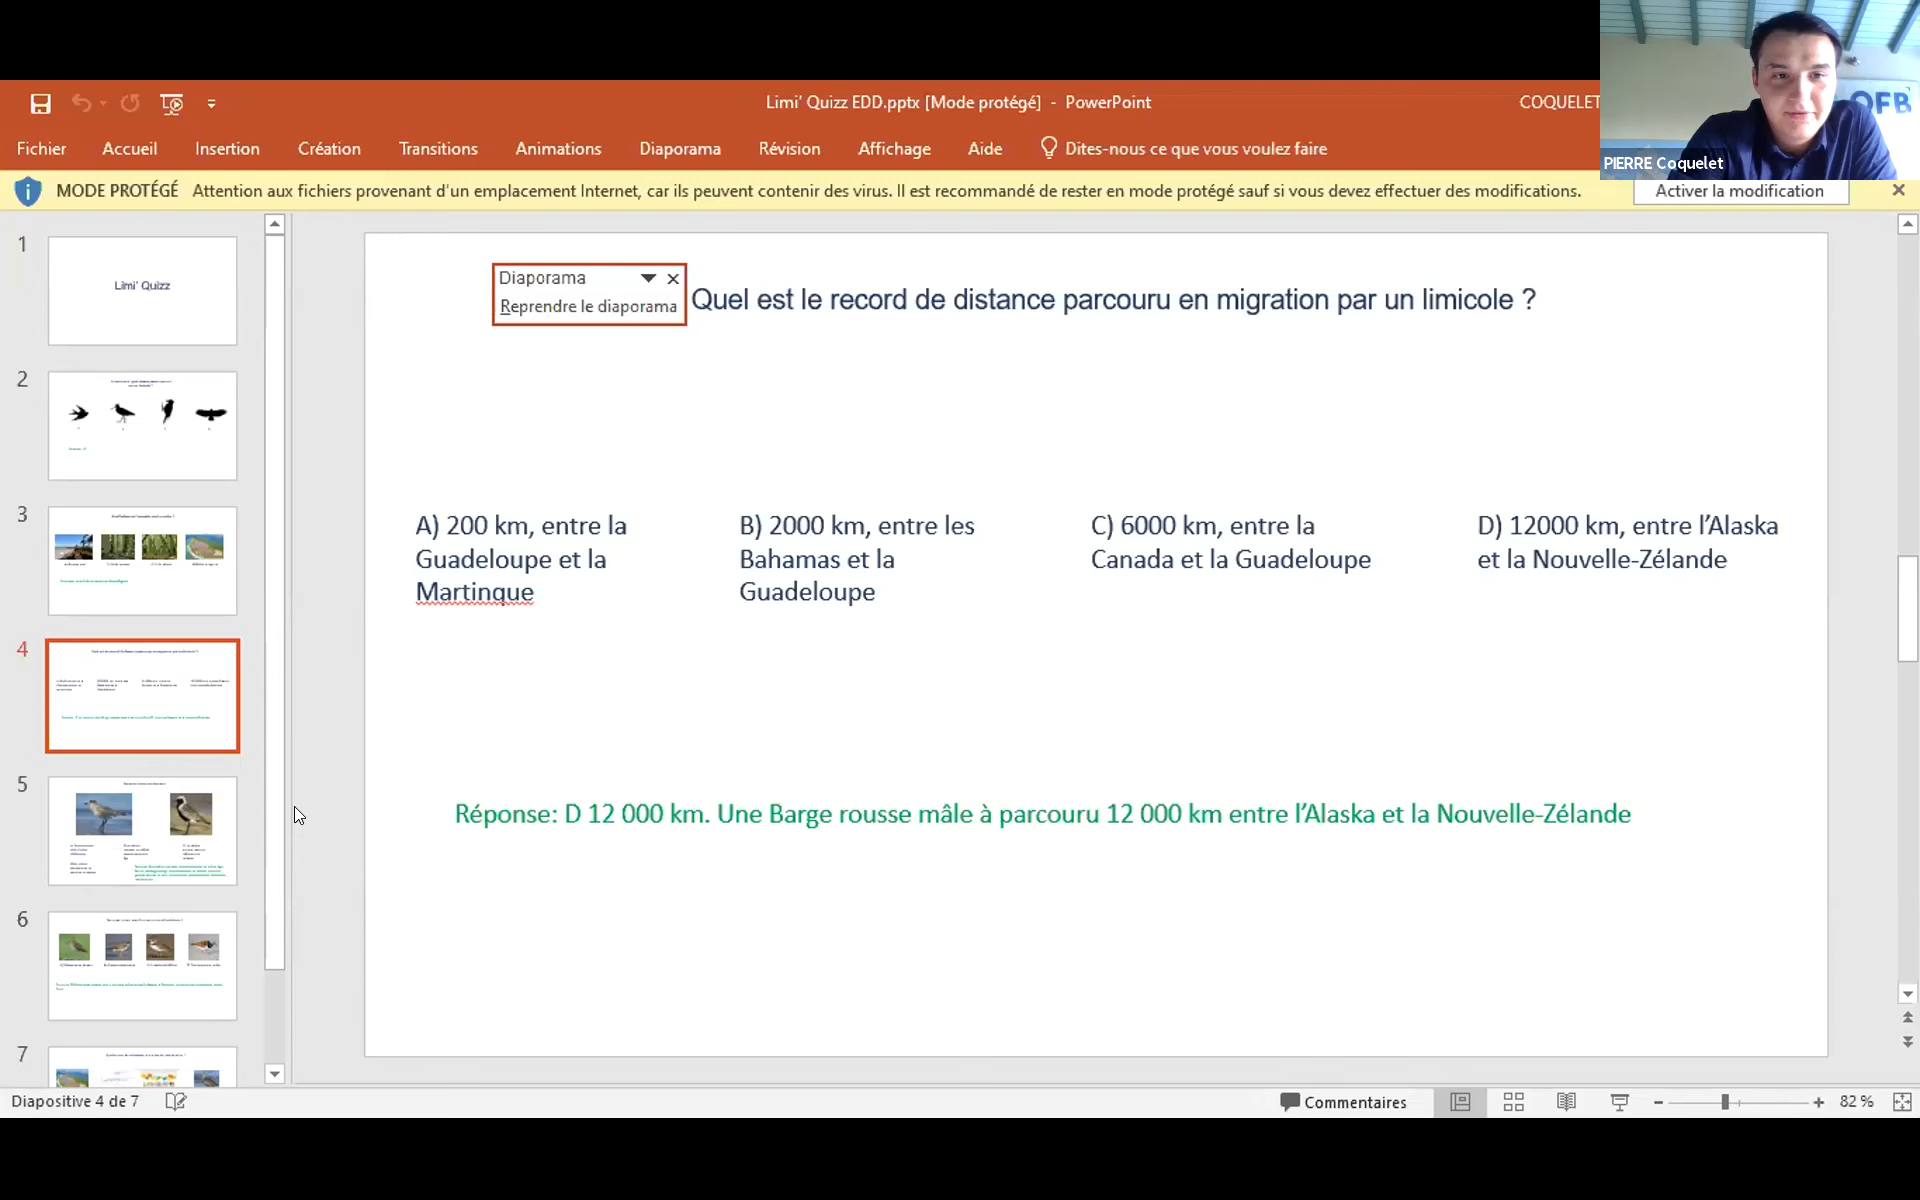 Limi' Quizz EDD.pptx [Mode protégé] - PowerPoint
COQUELET
OFB
PIERRE Coquelet
Fichier Accueil Insertion Création Transitions Animations Diaporama Révision Affichage Aide Dites-nous ce que vous voulez faire
MODE PROTÉGÉ Attention aux fichiers provenant d'un emplacement Internet, car ils peuvent contenir des virus. Il est recommandé de rester en mode protégé sauf si vous devez effectuer des modifications.
Activer la modification
1
Limi' Quizz
2
3
4
5
6
7
Diaporama
Reprendre le diaporama
Quel est le record de distance parcouru en migration par un limicole ?
A) 200 km, entre la
Guadeloupe et la
Martinque
B) 2000 km, entre les
Bahamas et la
Guadeloupe
C) 6000 km, entre la
Canada et la Guadeloupe
D) 12000 km, entre l'Alaska
et la Nouvelle-Zélande
Réponse: D 12 000 km. Une Barge rousse mâle à parcouru 12 000 km entre l'Alaska et la Nouvelle-Zélande
Diapositive 4 de 7
Commentaires
82 %